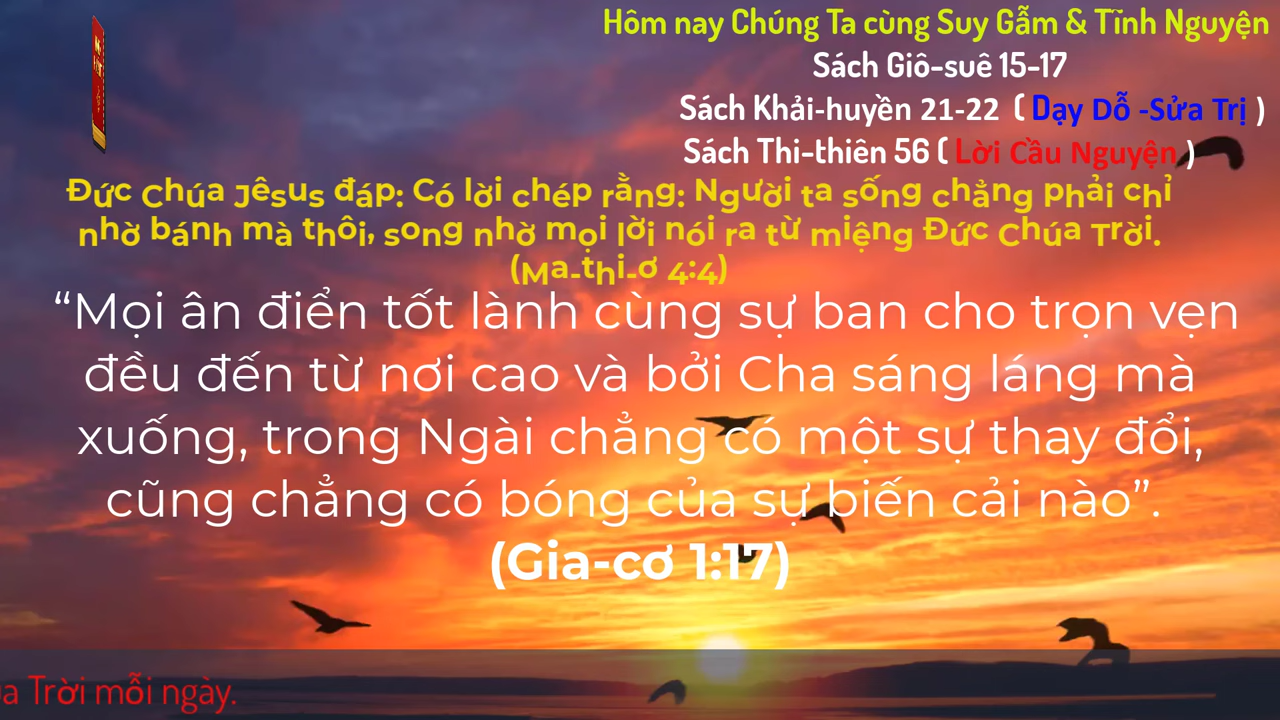 Hôm nay Chúng Ta cùng Suy Gẫm & Tĩnh Nguyện
Sách Giô-suê 15-17
Sách Khải-huyền 21-22 ( Dạy Dỗ -Sửa Trị )
Sách Thi-thiên 56 ( Lời Cầu Nguyện )
Đức Chúa Jêsus đáp: Có lời chép rằng: Người ta sống chẳng phải chỉ
nhờ bánh mà thôi, song nhờ mọi lời nói ra từ miệng Đức Chúa Trời.
(Ma-thi-ơ 4:4)
“Mọi ân điển tốt lành cùng sự ban cho trọn vẹn
đều đến từ nơi cao và bởi Cha sáng láng mà
xuống, trong Ngài chẳng có một sự thay đổi,
cũng chẳng có bóng của sự biến cải nào”.
(Gia-cơ 1:17)
Trời mỗi ngày.